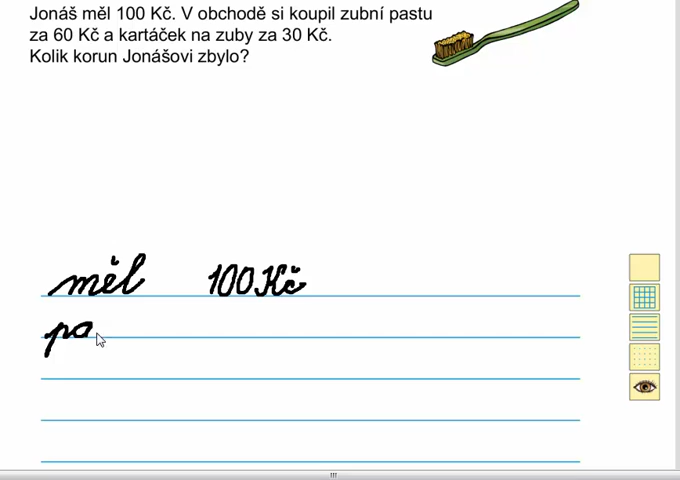 Jonáš měl 100 Kč. V obchodě si koupil zubní pastu
za 60 Kč a kartáček na zuby za 30 Kč.
Kolik korun Jonášovi zbylo?
měl 100 Kč
pa